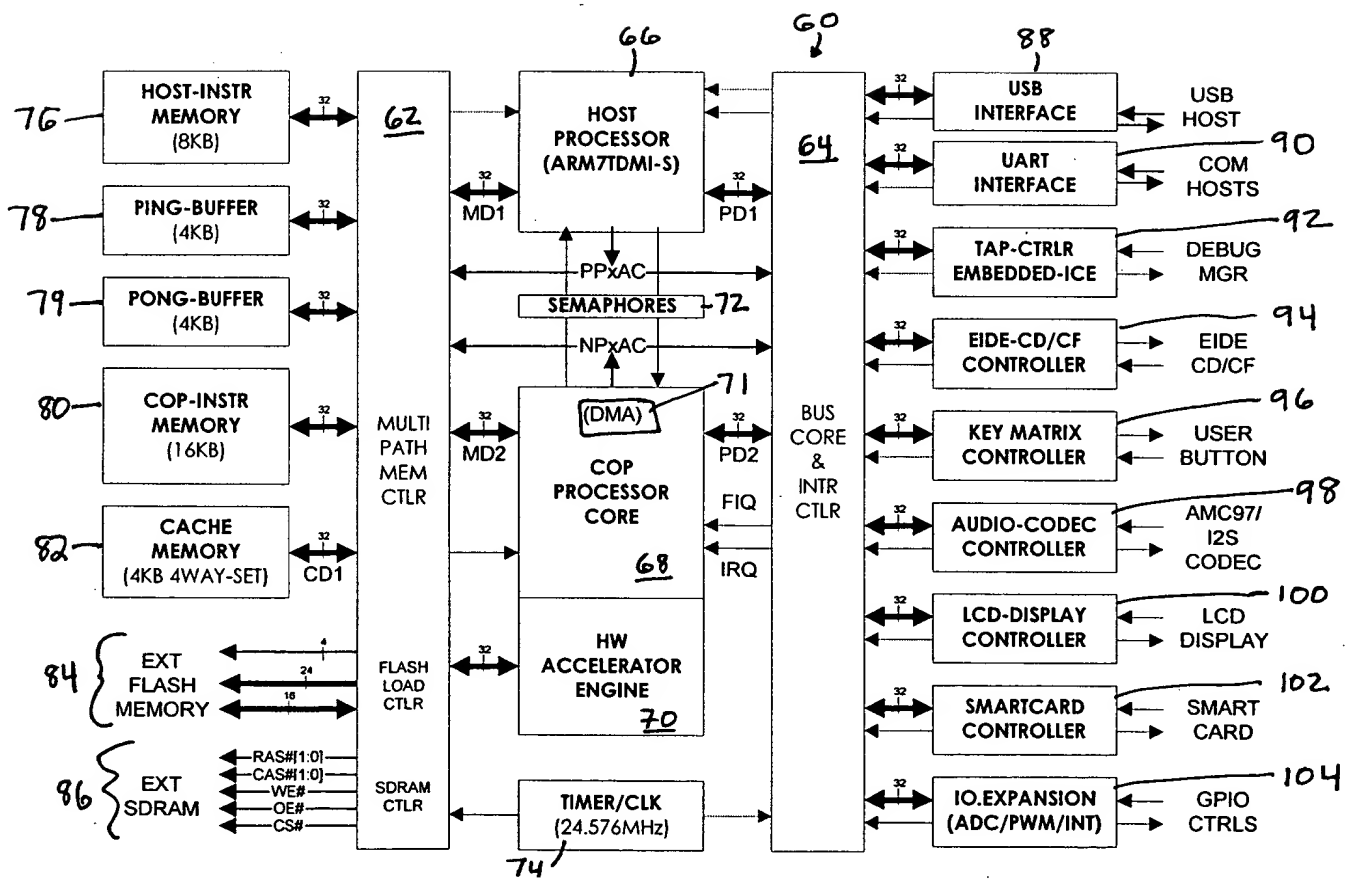 66
60
88
76
HOST-INSTR
MEMORY
(8KB)
32
62
HOST
PROCESSOR
(ARM7TDMI-S)
64
32
USB
INTERFACE
USB
HOST
90
32
UART
INTERFACE
COM
HOSTS
78
PING-BUFFER
(4KB)
32
32
MD1
32
PD1
92
32
TAP-CTRLR
EMBEDDED-ICE
DEBUG
MGR
79
PONG-BUFFER
(4KB)
32
PPxAC
SEMAPHORES
72
NPxAC
94
32
EIDE-CD/CF
CONTROLLER
EIDE
CD/CF
80
COP-INSTR
MEMORY
(16KB)
32
MULTI
PATH
MEM
CTLR
32
MD2
(DMA)
71
COP
PROCESSOR
CORE
68
32
PD2
FIQ
IRQ
BUS
CORE
&
INTR
CTLR
96
32
KEY MATRIX
CONTROLLER
USER
BUTTON
82
CACHE
MEMORY
(4KB 4WAY-SET)
32
CD1
98
32
AUDIO-CODEC
CONTROLLER
AMC97/
I2S
CODEC
84
EXT
FLASH
MEMORY
4
24
16
FLASH
LOAD
CTLR
32
HW
ACCELERATOR
ENGINE
70
100
32
LCD-DISPLAY
CONTROLLER
LCD
DISPLAY
102
32
SMARTCARD
CONTROLLER
SMART
CARD
86
EXT
SDRAM
RAS#[1:0]
CAS#[1:0]
WE#
OE#
CS#
SDRAM
CTLR
TIMER/CLK
(24.576MHz)
74
104
32
IO.EXPANSION
(ADC/PWM/INT)
GPIO
CTRLS